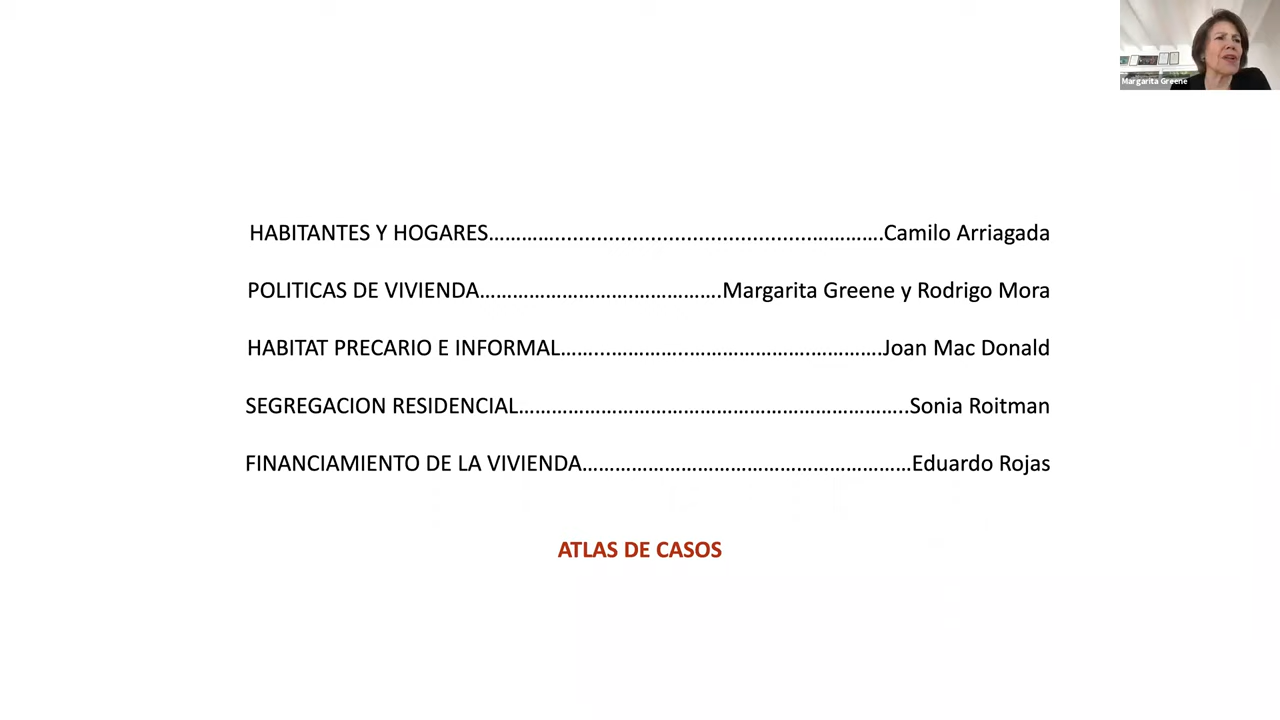 Margarita Greene
HABITANTES Y HOGARES…………..........................................………….Camilo Arriagada
POLITICAS DE VIVIENDA……………………….…………….Margarita Greene y Rodrigo Mora
HABITAT PRECARIO E INFORMAL……..…………..………………….………….Joan Mac Donald
SEGREGACION RESIDENCIAL………………………………………………………………..Sonia Roitman
FINANCIAMIENTO DE LA VIVIENDA……………………………………………………Eduardo Rojas
ATLAS DE CASOS